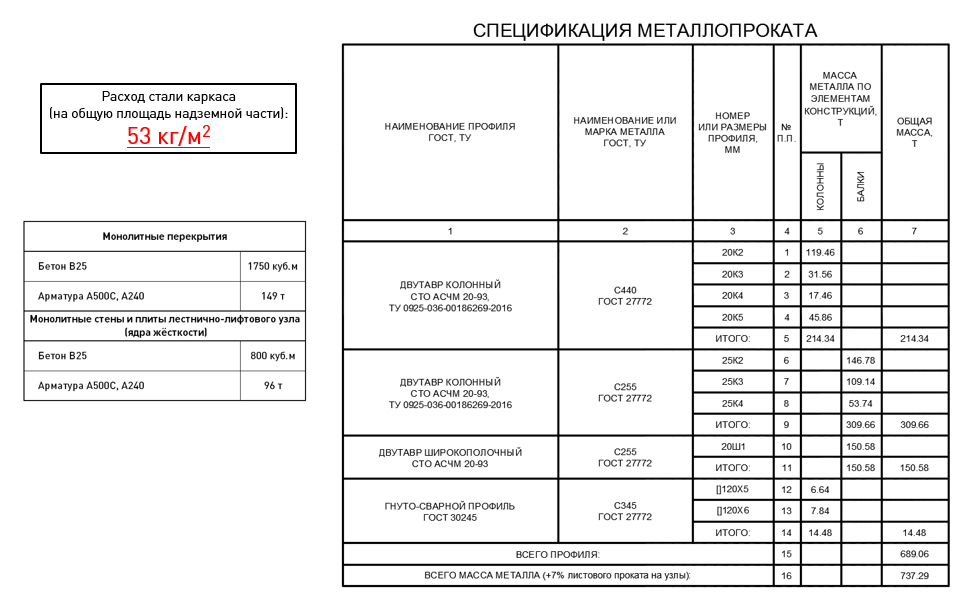 СПЕЦИФИКАЦИЯ МЕТАЛЛОПРОКАТА
Расход стали каркаса
(на общую площадь надземной части):
53 кг/м²
Монолитные перекрытия
Бетон В25 1750 куб.м
Арматура А500С, А240 149 т
Монолитные стены и плиты лестнично-лифтового узла
(ядра жёсткости)
Бетон В25 800 куб.м
Арматура А500С, А240 96 т
НАИМЕНОВАНИЕ ПРОФИЛЯ
ГОСТ, ТУ
НАИМЕНОВАНИЕ ИЛИ
МАРКА МЕТАЛЛА
ГОСТ, ТУ
НОМЕР
ИЛИ РАЗМЕРЫ
ПРОФИЛЯ,
ММ
№
П.П.
МАССА
МЕТАЛЛА ПО
ЭЛЕМЕНТАМ
КОНСТРУКЦИЙ,
Т
КОЛОННЫ
БАЛКИ
ОБЩАЯ
МАССА,
Т
1 2 3 4 5 6 7
ДВУТАВР КОЛОННЫЙ
СТО АСЧМ 20-93,
ТУ 0925-036-00186269-2016
С440
ГОСТ 27772
20К2 1 119.46
20К3 2 31.56
20К4 3 17.46
20К5 4 45.86
ИТОГО: 5 214.34 214.34
ДВУТАВР КОЛОННЫЙ
СТО АСЧМ 20-93,
ТУ 0925-036-00186269-2016
С255
ГОСТ 27772
25К2 6 146.78
25К3 7 109.14
25К4 8 53.74
ИТОГО: 9 309.66 309.66
ДВУТАВР ШИРОКОПОЛОЧНЫЙ
СТО АСЧМ 20-93
С255
ГОСТ 27772
20Ш1 10 150.58
ИТОГО: 11 150.58 150.58
ГНУТО-СВАРНОЙ ПРОФИЛЬ
ГОСТ 30245
С345
ГОСТ 27772
[]120Х5 12 6.64
[]120Х6 13 7.84
ИТОГО: 14 14.48 14.48
ВСЕГО ПРОФИЛЯ: 15 689.06
ВСЕГО МАССА МЕТАЛЛА (+7% листового проката на узлы): 16 737.29